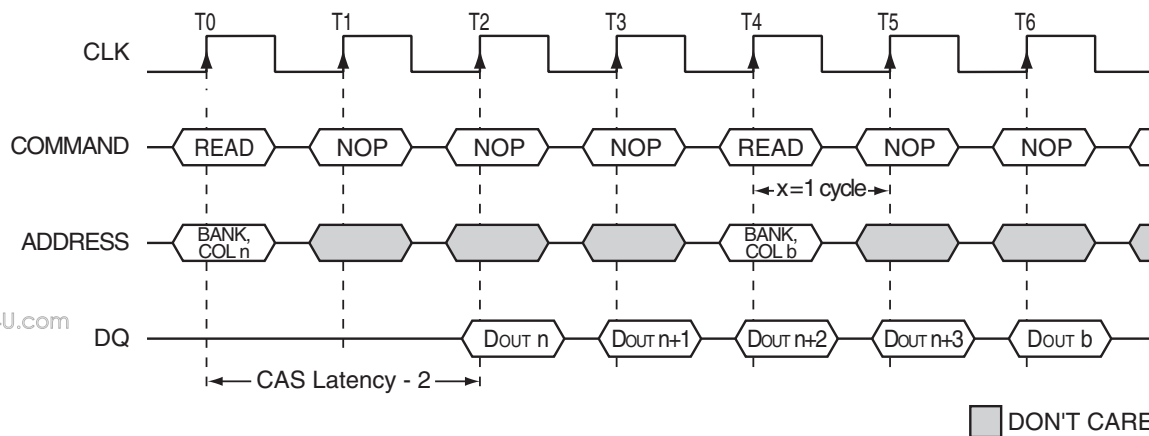 T0 T1 T2 T3 T4 T5 T6
CLK
COMMAND READ NOP NOP NOP READ NOP NOP
x=1 cycle
ADDRESS BANK, COL n BANK, COL b
U.com
DQ DOUT n DOUT n+1 DOUT n+2 DOUT n+3 DOUT b
CAS Latency - 2
DON'T CARE